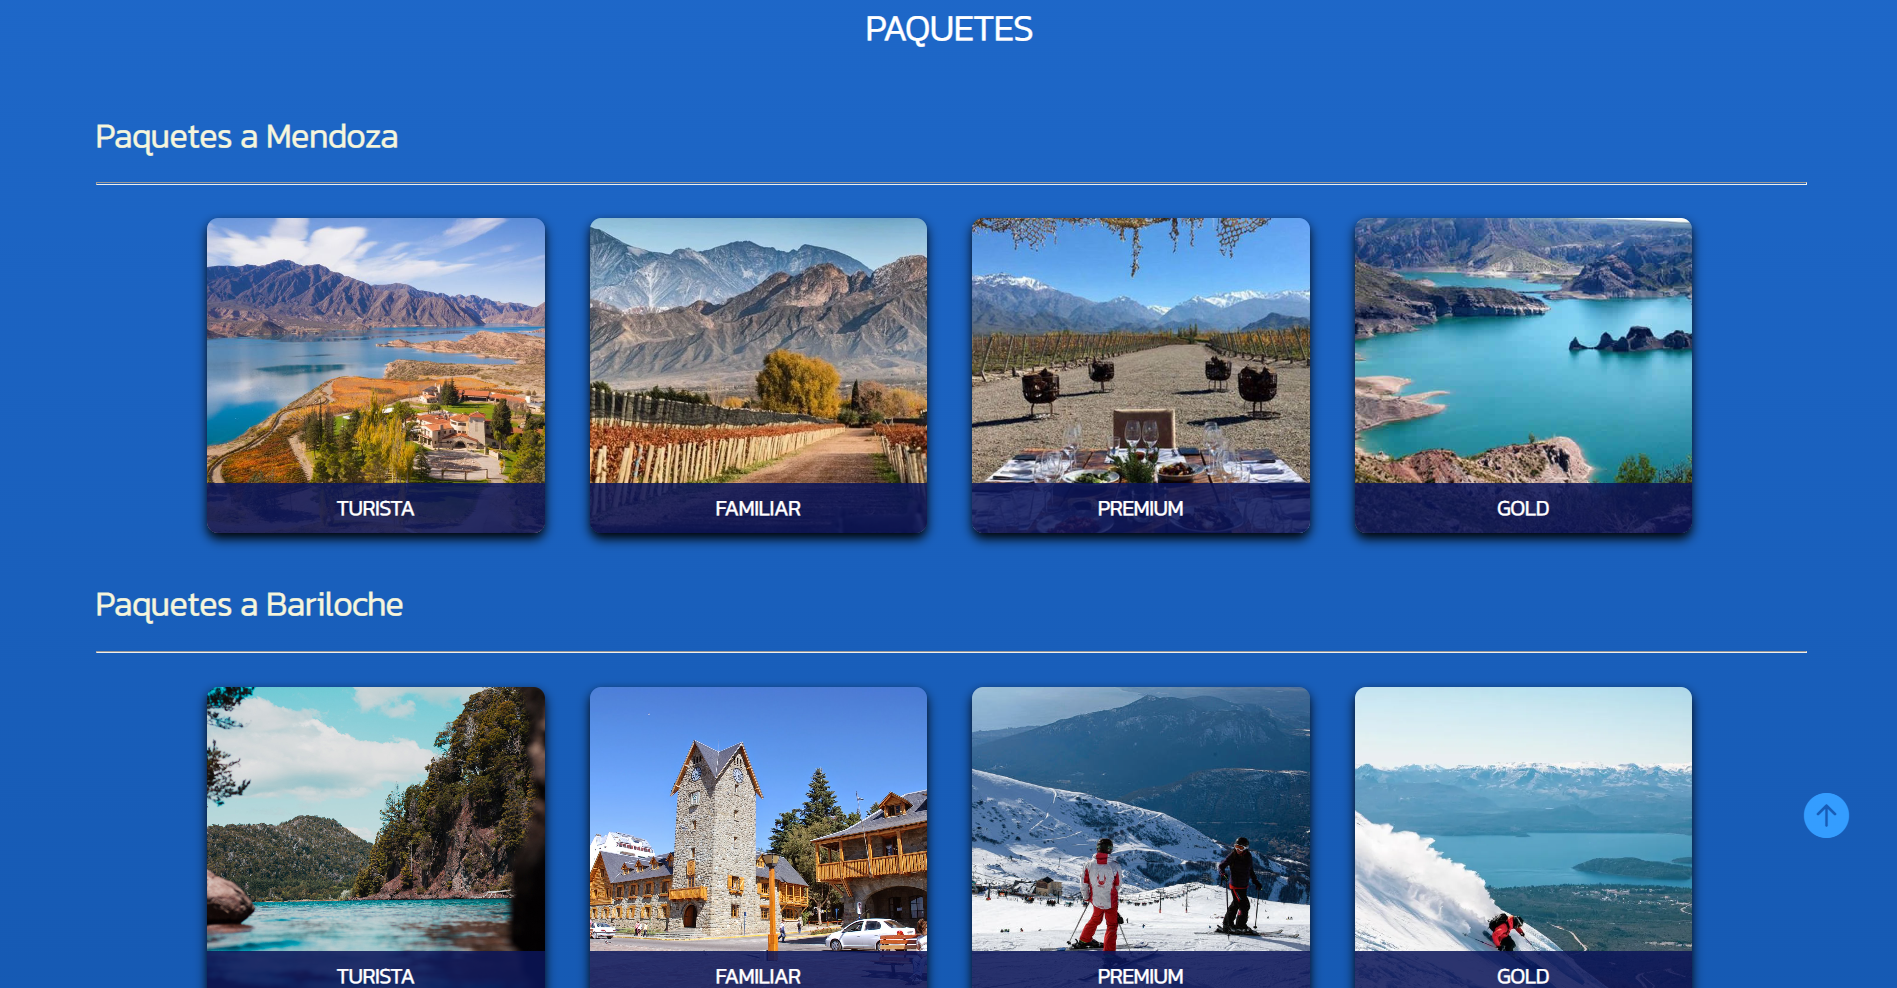 PAQUETES
Paquetes a Mendoza
TURISTA
FAMILIAR
PREMIUM
GOLD
Paquetes a Bariloche
TURISTA
FAMILIAR
PREMIUM
GOLD